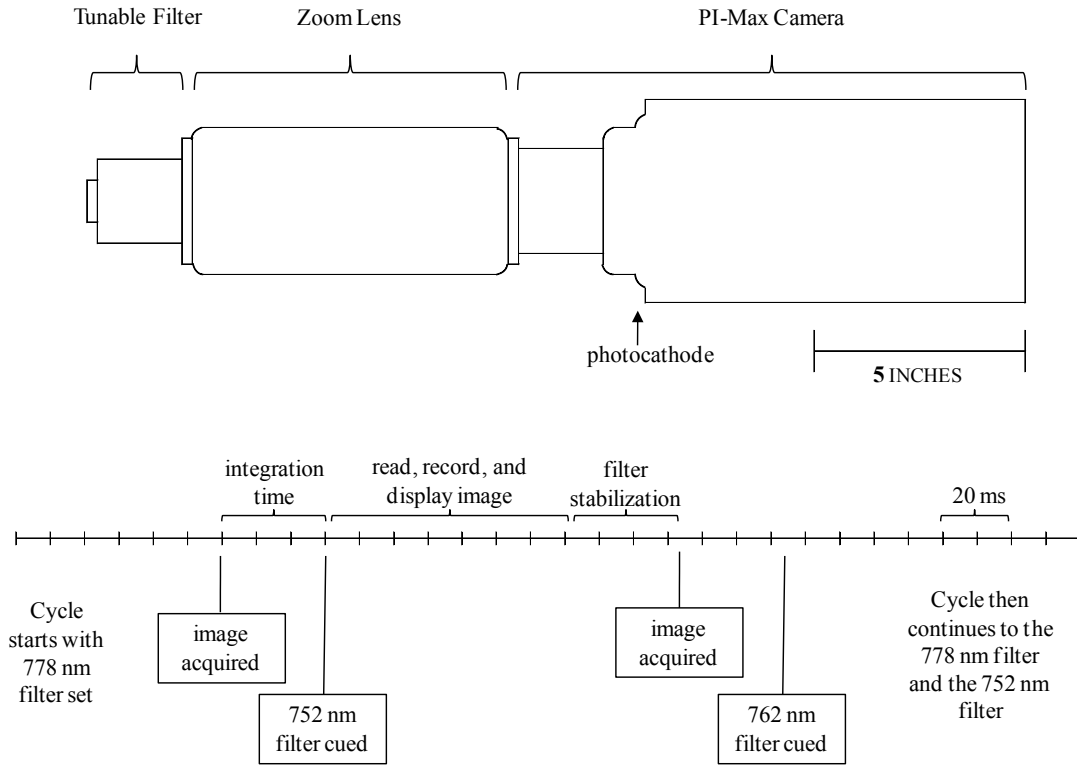 Tunable Filter
Zoom Lens
PI-Max Camera
photocathode
5 INCHES
integration
time
read, record, and
display image
filter
stabilization
20 ms
Cycle
starts with
778 nm
filter set
image
acquired
752 nm
filter cued
image
acquired
762 nm
filter cued
Cycle then
continues to the
778 nm filter
and the 752 nm
filter